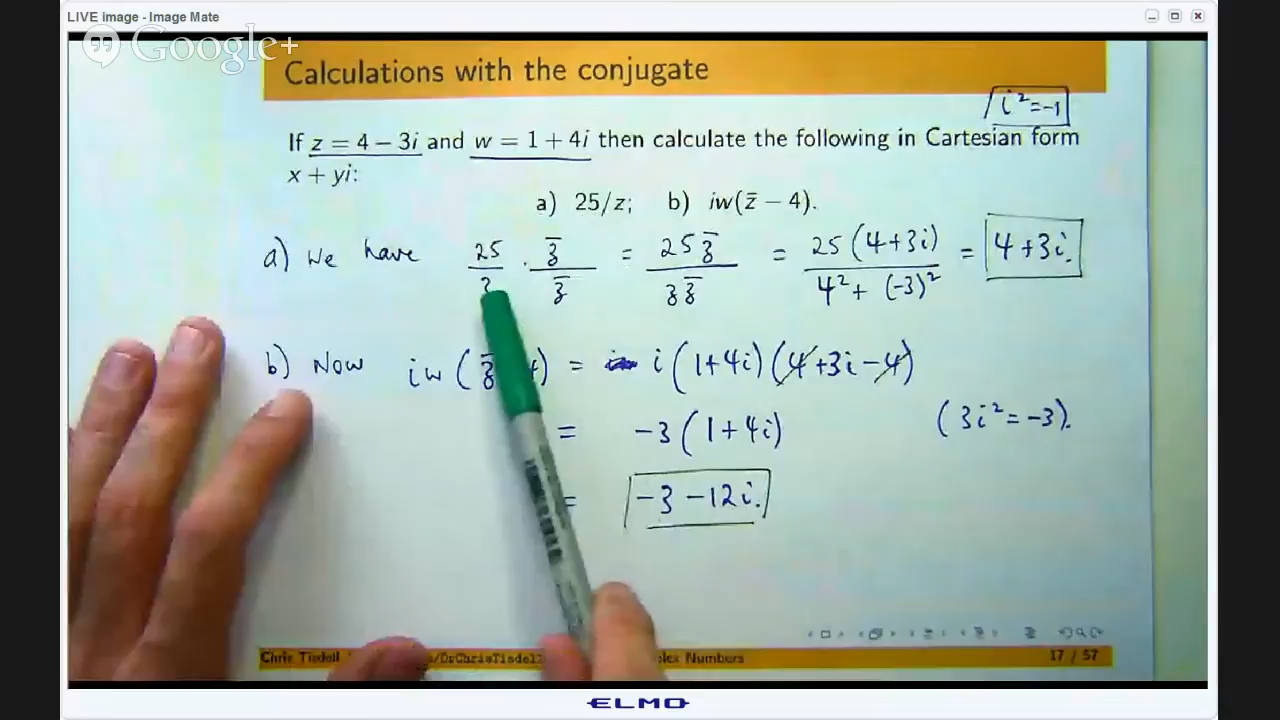 LIVE image - Image Mate
Google+
Calculations with the conjugate
i² = -1
If z = 4 − 3i and w = 1 + 4i then calculate the following in Cartesian form
x + yi:
a) 25/z; b) iw(z̄ − 4).
a) We have 25/z · z̄/z̄ = 25z̄/zz̄ = 25(4+3i)/4²+(-3)² = 4+3i.
b) Now iw(z̄ 4) = i(1+4i)(4+3i-4)
= -3(1+4i) (3i² = -3).
= -3 -12i.
Chris Tisdell /DrChrisTisdell Complex Numbers 17 / 57
ELMO